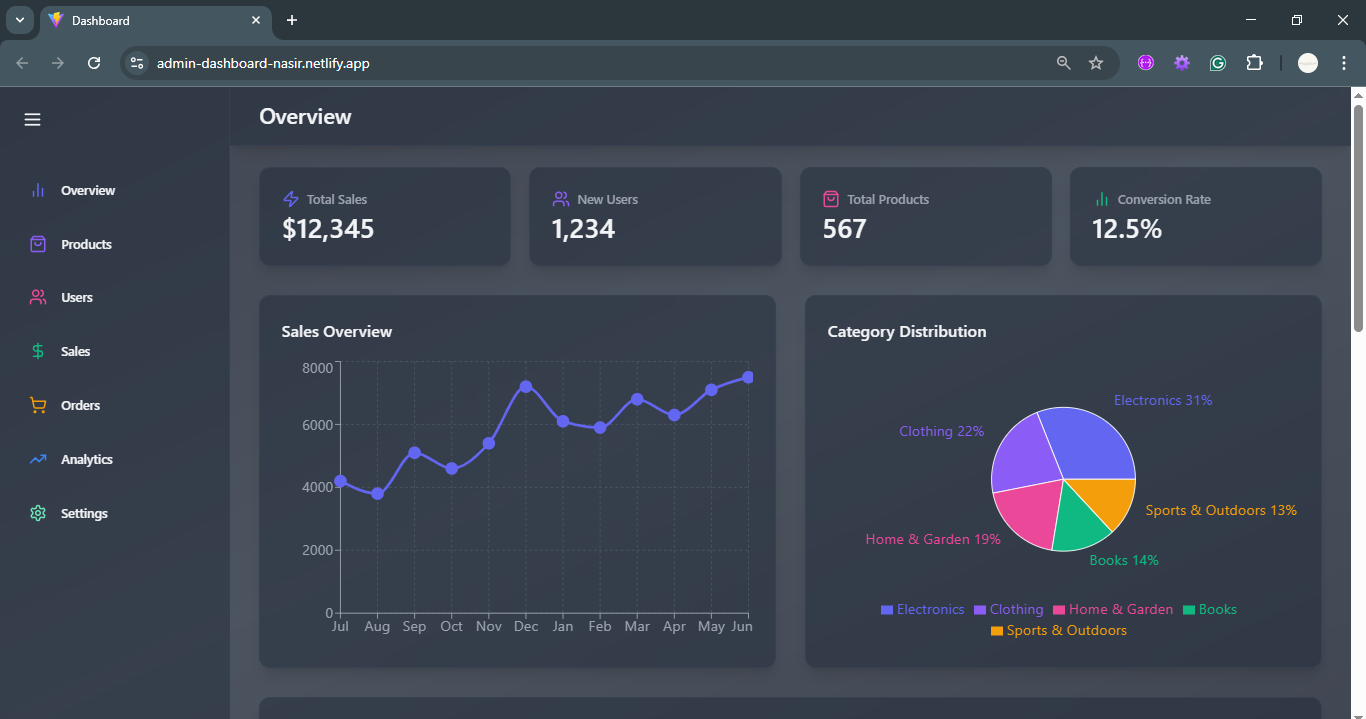 Dashboard
admin-dashboard-nasir.netlify.app
Overview
Overview
Products
Users
Sales
Orders
Analytics
Settings
Total Sales
$12,345
New Users
1,234
Total Products
567
Conversion Rate
12.5%
Sales Overview
8000
6000
4000
2000
0
Jul Aug Sep Oct Nov Dec Jan Feb Mar Apr May Jun
Category Distribution
Electronics 31%
Clothing 22%
Sports & Outdoors 13%
Home & Garden 19%
Books 14%
Electronics Clothing Home & Garden Books
Sports & Outdoors